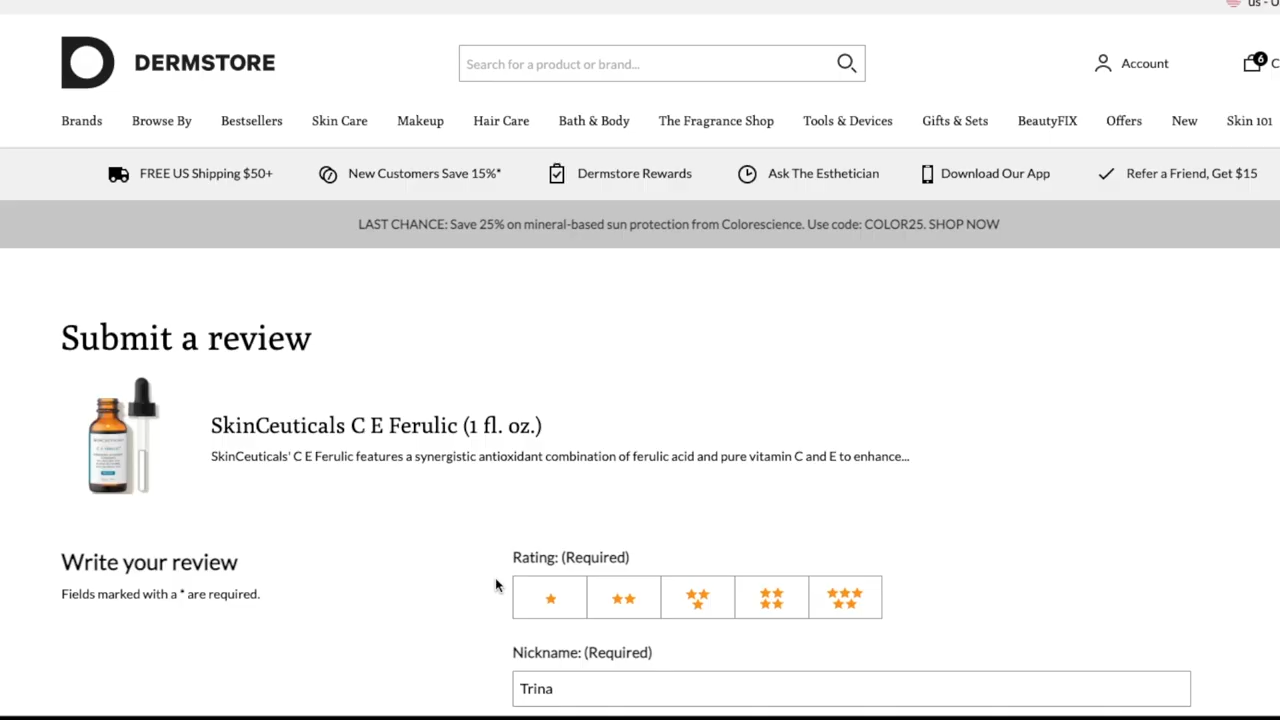 DERMSTORE
Search for a product or brand...
Account
6
Brands Browse By Bestsellers Skin Care Makeup Hair Care Bath & Body The Fragrance Shop Tools & Devices Gifts & Sets BeautyFIX Offers New Skin 101
FREE US Shipping $50+ New Customers Save 15%* Dermstore Rewards Ask The Esthetician Download Our App Refer a Friend, Get $15
LAST CHANCE: Save 25% on mineral-based sun protection from Colorescience. Use code: COLOR25. SHOP NOW
Submit a review
SkinCeuticals C E Ferulic (1 fl. oz.)
SkinCeuticals' C E Ferulic features a synergistic antioxidant combination of ferulic acid and pure vitamin C and E to enhance...
Write your review
Fields marked with a * are required.
Rating: (Required)
Nickname: (Required)
Trina